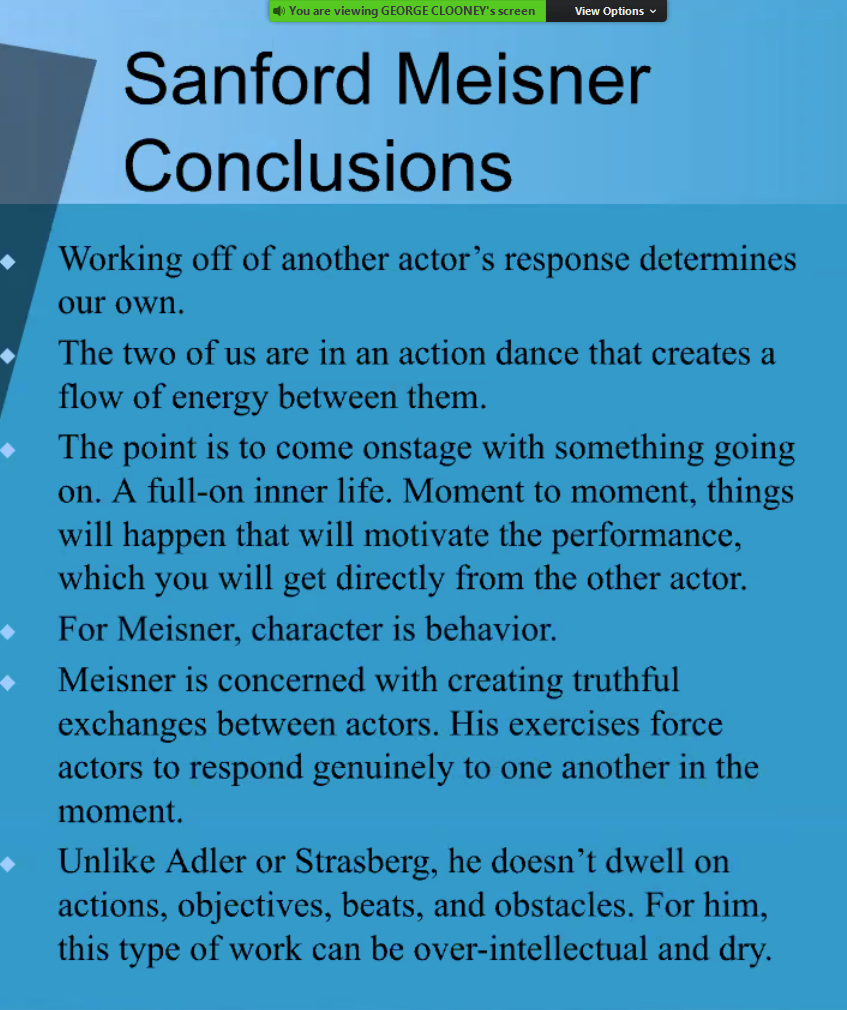 You are viewing GEORGE CLOONEY's screen View Options
Sanford Meisner
Conclusions
Working off of another actor’s response determines
our own.
The two of us are in an action dance that creates a
flow of energy between them.
The point is to come onstage with something going
on. A full-on inner life. Moment to moment, things
will happen that will motivate the performance,
which you will get directly from the other actor.
For Meisner, character is behavior.
Meisner is concerned with creating truthful
exchanges between actors. His exercises force
actors to respond genuinely to one another in the
moment.
Unlike Adler or Strasberg, he doesn’t dwell on
actions, objectives, beats, and obstacles. For him,
this type of work can be over-intellectual and dry.